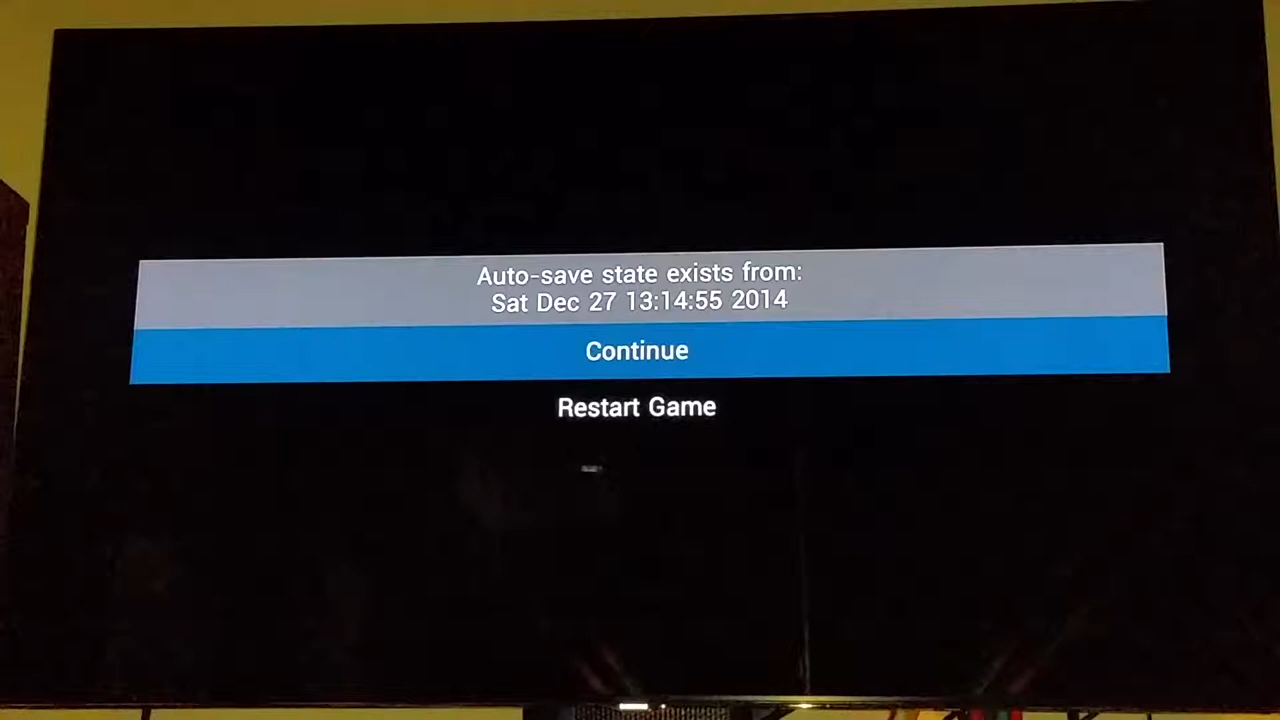 Auto-save state exists from:
Sat Dec 27 13:14:55 2014
Continue
Restart Game